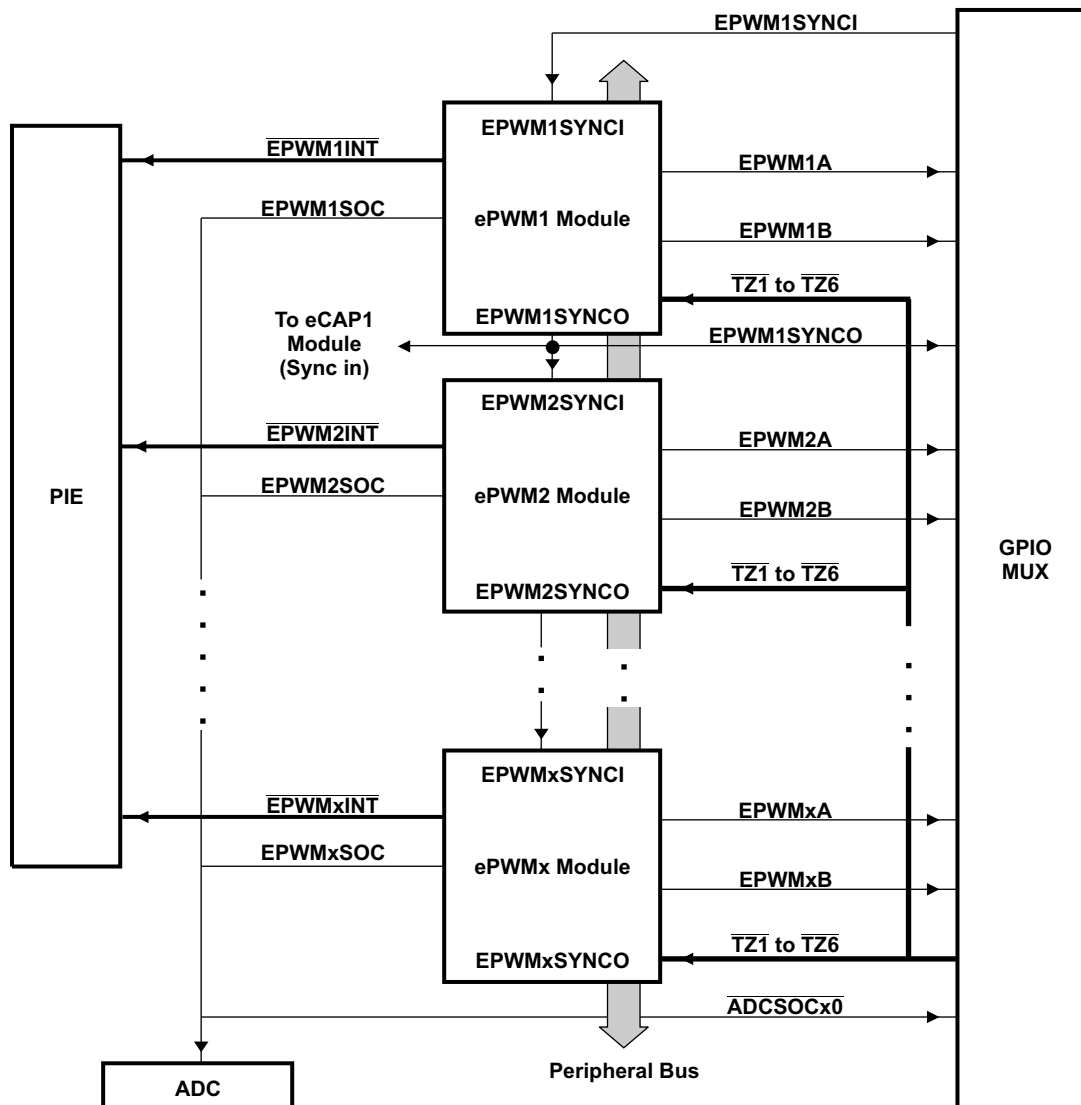 EPWM1SYNCI
EPWM1SYNCI
EPWM1INT
EPWM1A
EPWM1SOC
ePWM1 Module
EPWM1B
TZ1 to TZ6
To eCAP1
Module
(Sync in)
EPWM1SYNCO
EPWM1SYNCO
EPWM2SYNCI
EPWM2INT
EPWM2A
PIE
EPWM2SOC
ePWM2 Module
EPWM2B
GPIO
MUX
TZ1 to TZ6
EPWM2SYNCO
EPWMxSYNCI
EPWMxINT
EPWMxA
EPWMxSOC
ePWMx Module
EPWMxB
TZ1 to TZ6
EPWMxSYNCO
ADCSOCx0
Peripheral Bus
ADC